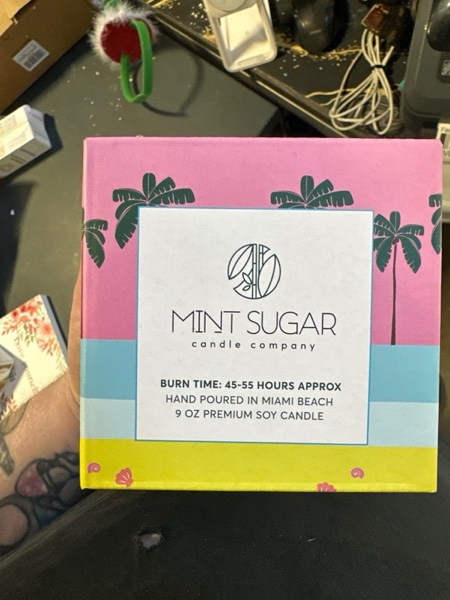 MINT SUGAR
candle company
BURN TIME: 45-55 HOURS APPROX
HAND POURED IN MIAMI BEACH
9 OZ PREMIUM SOY CANDLE